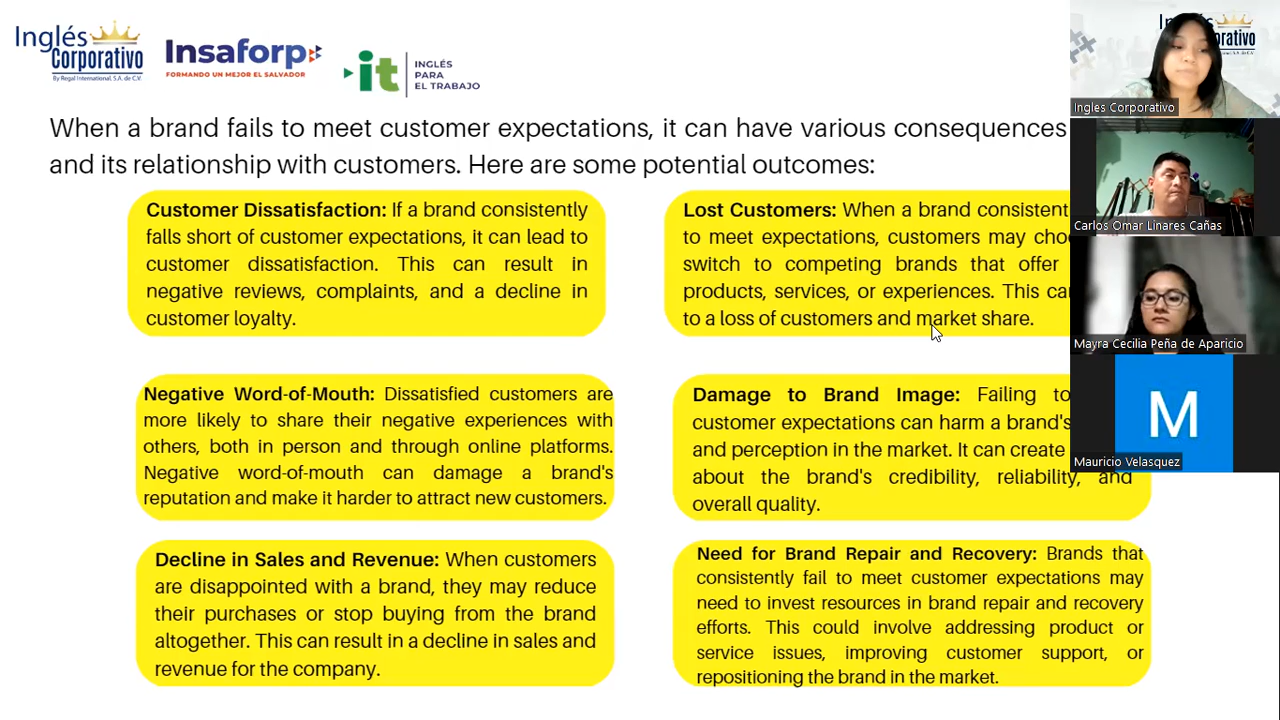 Inglés
Corporativo
By Regal International, S.A. de C.V.
Insaforp
FORMANDO UN MEJOR EL SALVADOR
it
INGLÉS
PARA
EL TRABAJO
When a brand fails to meet customer expectations, it can have various consequences
and its relationship with customers. Here are some potential outcomes:
Customer Dissatisfaction: If a brand consistently
falls short of customer expectations, it can lead to
customer dissatisfaction. This can result in
negative reviews, complaints, and a decline in
customer loyalty.
Lost Customers: When a brand consistent
to meet expectations, customers may cho
switch to competing brands that offer
products, services, or experiences. This ca
to a loss of customers and market share.
Negative Word-of-Mouth: Dissatisfied customers are
more likely to share their negative experiences with
others, both in person and through online platforms.
Negative word-of-mouth can damage a brand's
reputation and make it harder to attract new customers.
Damage to Brand Image: Failing to
customer expectations can harm a brand's
and perception in the market. It can create
about the brand's credibility, reliability, and
overall quality.
Decline in Sales and Revenue: When customers
are disappointed with a brand, they may reduce
their purchases or stop buying from the brand
altogether. This can result in a decline in sales and
revenue for the company.
Need for Brand Repair and Recovery: Brands that
consistently fail to meet customer expectations may
need to invest resources in brand repair and recovery
efforts. This could involve addressing product or
service issues, improving customer support, or
repositioning the brand in the market.
Ingles Corporativo
Carlos Omar Linares Cañas
Mayra Cecilia Peña de Aparicio
M
Mauricio Velasquez